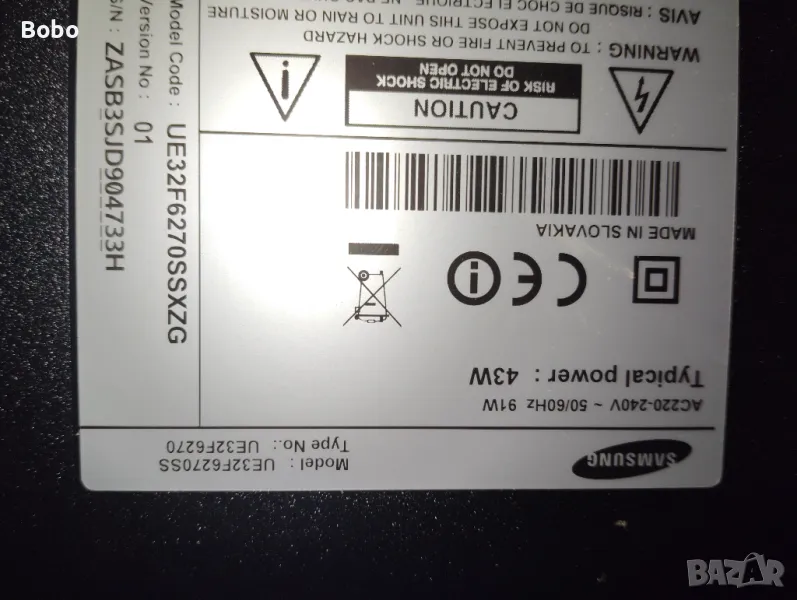 Bobo
SAMSUNG
Model : UE32F6270SS
Type No.: UE32F6270
AC220-240V ~ 50/60Hz 91W
Typical power : 43W
MADE IN SLOVAKIA
CAUTION
RISK OF ELECTRIC SHOCK
DO NOT OPEN
WARNING : TO PREVENT FIRE OR SHOCK HAZARD
DO NOT EXPOSE THIS UNIT TO RAIN OR MOISTURE
AVIS : RISQUE DE CHOC ELECTRIQUE - NE PAS
Model Code : UE32F6270SSXZG
Version No : 01
S/N : ZASB3SJD904733H
BAZAR